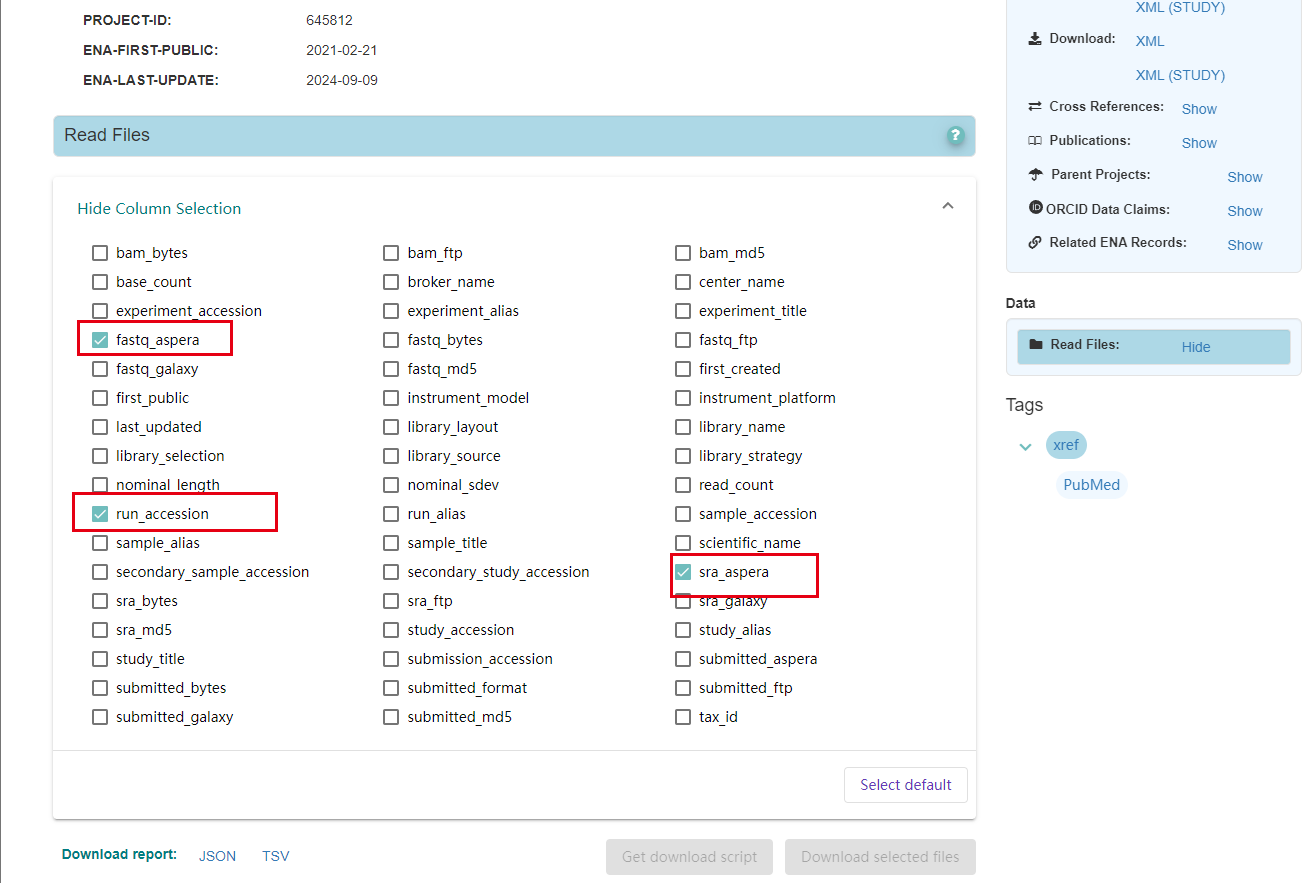 PROJECT-ID: 645812
ENA-FIRST-PUBLIC: 2021-02-21
ENA-LAST-UPDATE: 2024-09-09
Read Files
?
Hide Column Selection
bam_bytes bam_ftp bam_md5
base_count broker_name center_name
experiment_accession experiment_alias experiment_title
fastq_aspera fastq_bytes fastq_ftp
fastq_galaxy fastq_md5 first_created
first_public instrument_model instrument_platform
last_updated library_layout library_name
library_selection library_source library_strategy
nominal_length nominal_sdev read_count
run_accession run_alias sample_accession
sample_alias sample_title scientific_name
secondary_sample_accession secondary_study_accession sra_aspera
sra_bytes sra_ftp sra_galaxy
sra_md5 study_accession study_alias
study_title submission_accession submitted_aspera
submitted_bytes submitted_format submitted_ftp
submitted_galaxy submitted_md5 tax_id
Select default
Download report: JSON TSV
Get download script Download selected files
XML (STUDY)
Download: XML
XML (STUDY)
Cross References: Show
Publications: Show
Parent Projects: Show
iD ORCID Data Claims: Show
Related ENA Records: Show
Data
Read Files: Hide
Tags
xref
PubMed